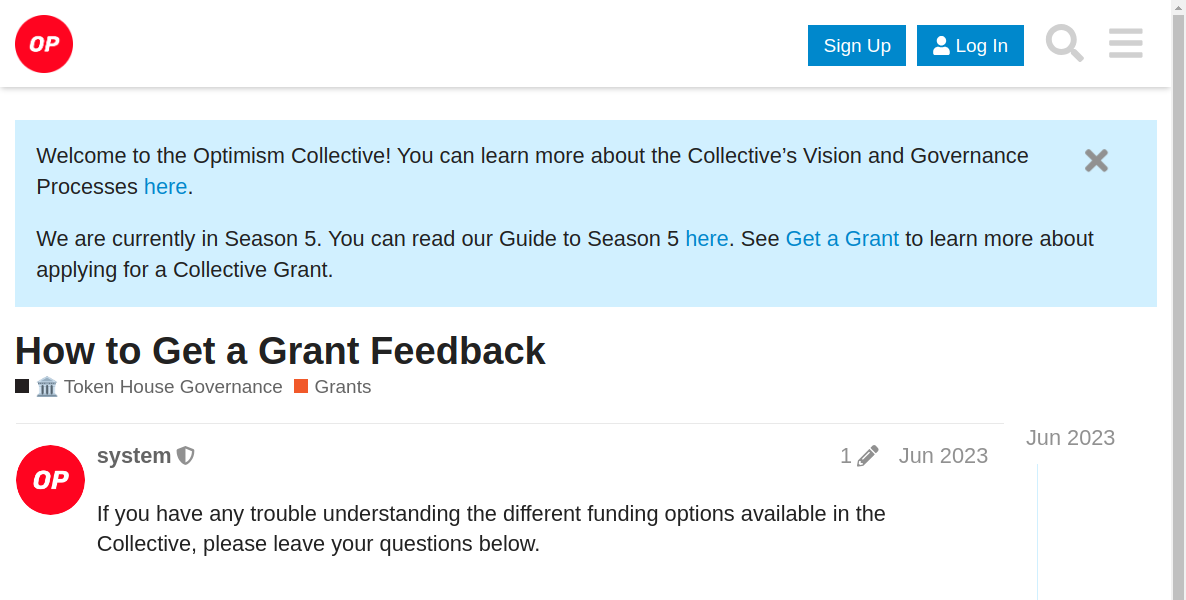 OP
Sign Up
Log In
Welcome to the Optimism Collective! You can learn more about the Collective’s Vision and Governance
Processes here.
We are currently in Season 5. You can read our Guide to Season 5 here. See Get a Grant to learn more about
applying for a Collective Grant.
How to Get a Grant Feedback
Token House Governance Grants
OP
system
1
Jun 2023
Jun 2023
If you have any trouble understanding the different funding options available in the
Collective, please leave your questions below.